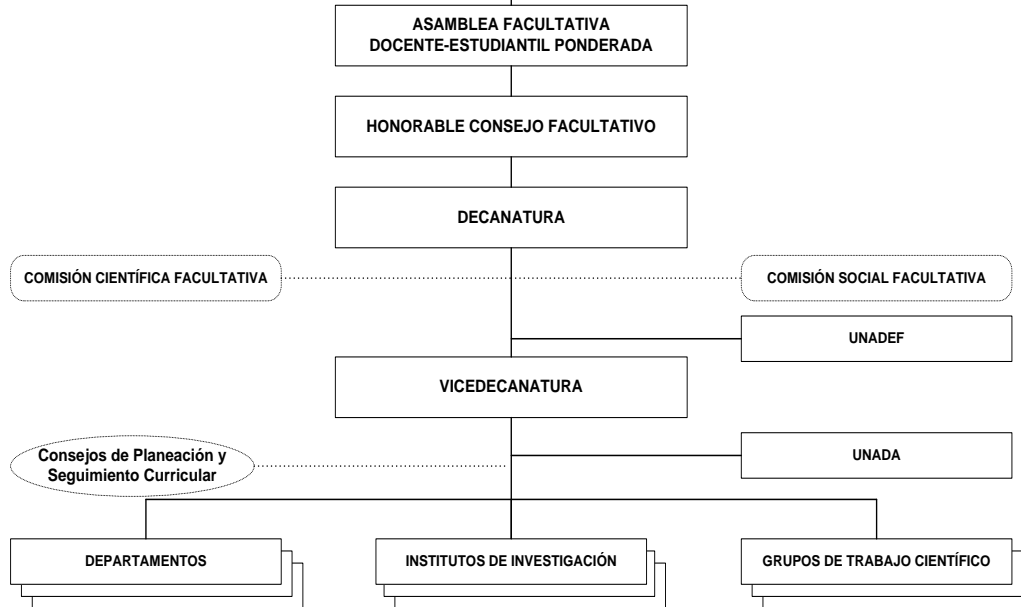 ASAMBLEA FACULTATIVA
DOCENTE-ESTUDIANTIL PONDERADA
HONORABLE CONSEJO FACULTATIVO
DECANATURA
COMISIÓN CIENTÍFICA FACULTATIVA
COMISIÓN SOCIAL FACULTATIVA
UNADEF
VICEDECANATURA
Consejos de Planeación y
Seguimiento Curricular
UNADA
DEPARTAMENTOS
INSTITUTOS DE INVESTIGACIÓN
GRUPOS DE TRABAJO CIENTÍFICO